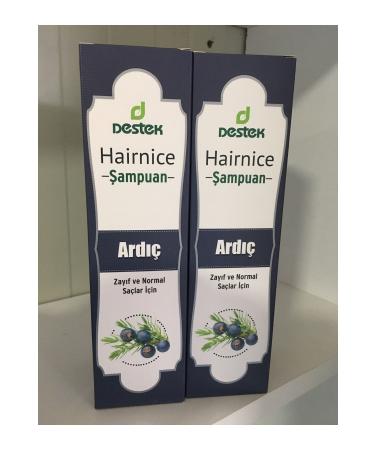 Destek
Hairnice
Şampuan
Ardıç
Zayıf ve Normal
Saçlar İçin
Destek
Hairnice
Şampuan
Ardıç
Zayıf ve Normal
Saçlar İçin